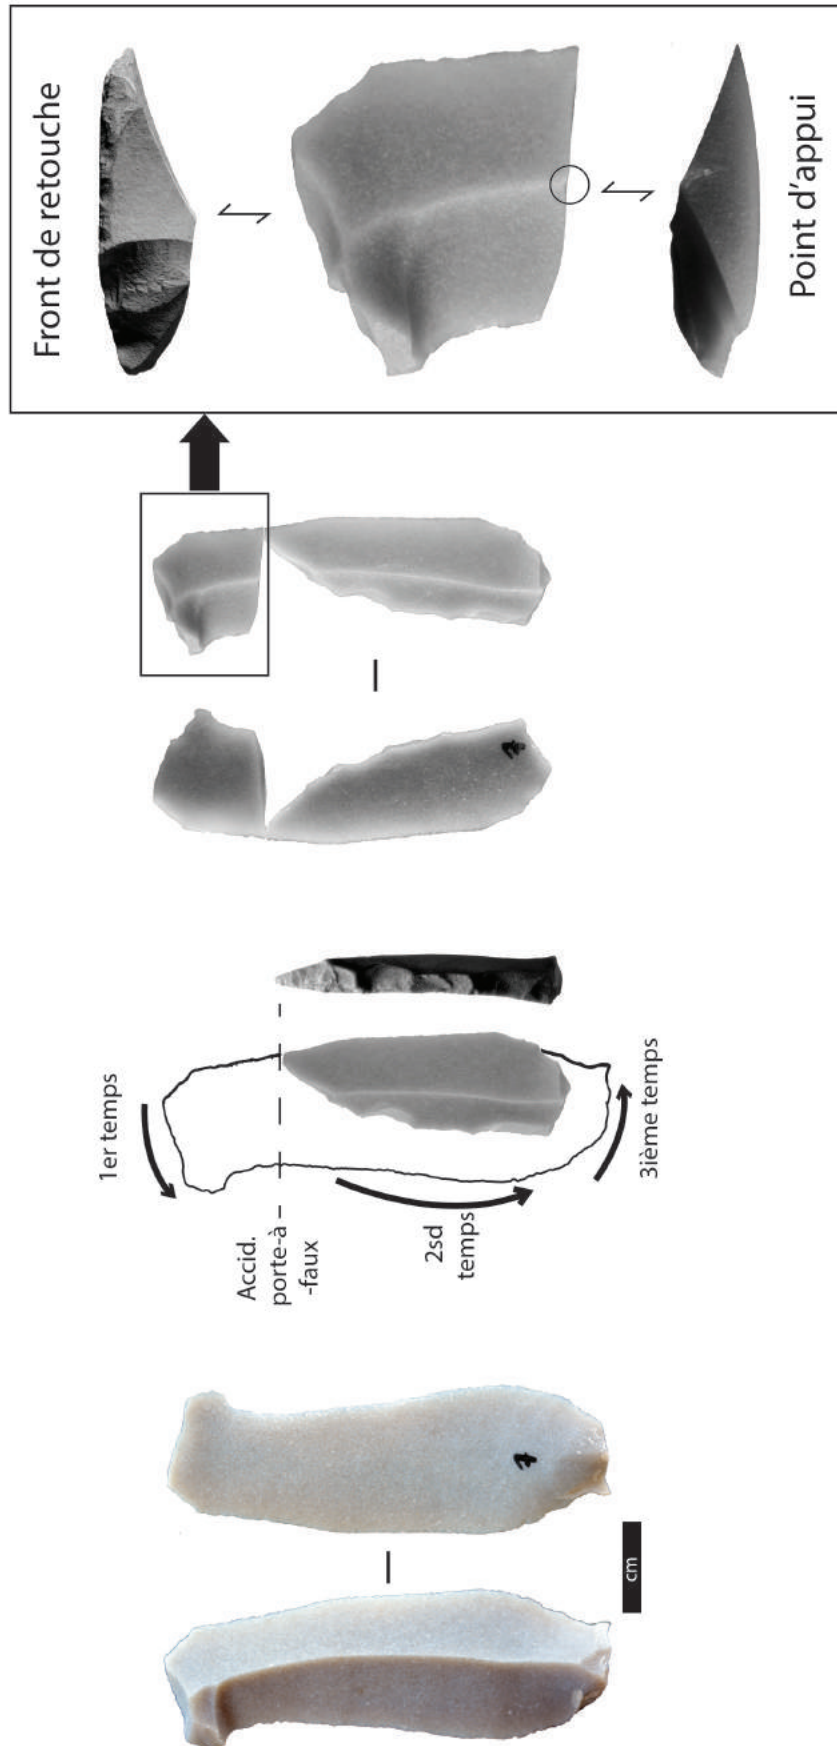 cm
1er temps
Accid.
porte-à
-faux
2sd
temps
3ième temps
Front de retouche
Point d'appui